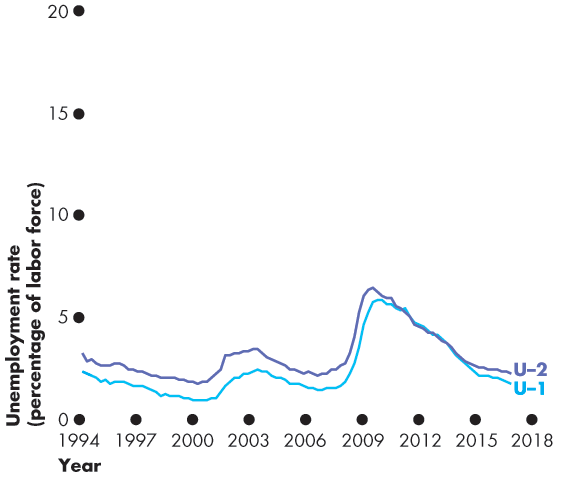 20
15
10
5
0
Unemployment rate
(percentage of labor force)
U–2
U–1
1994 1997 2000 2003 2006 2009 2012 2015 2018
Year